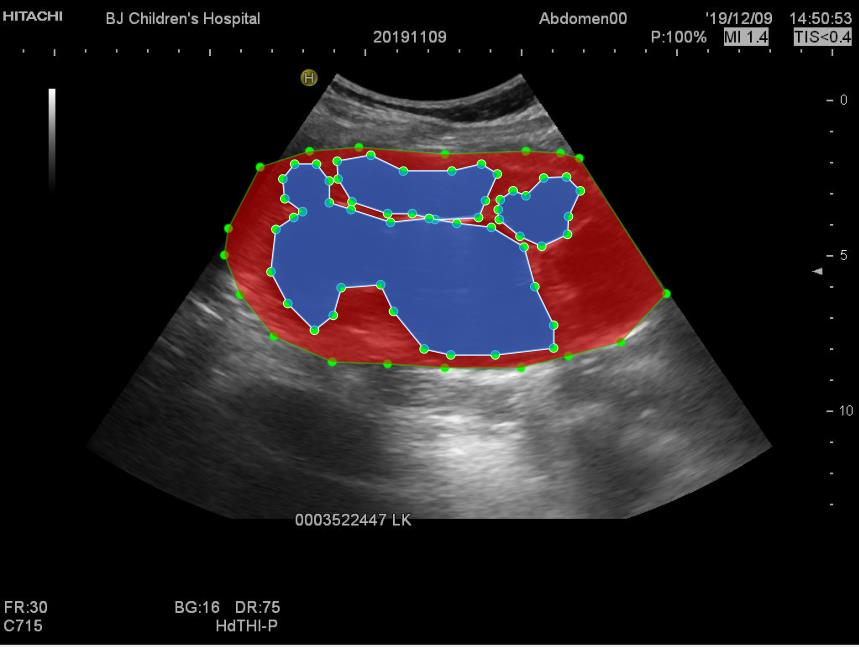 HITACHI BJ Children's Hospital Abdomen00 '19/12/09 14:50:53
20191109 P:100% MI 1.4 TIS<0.4
H
0
5
10
0003522447 LK
FR:30 BG:16 DR:75
C715 HdTHI-P